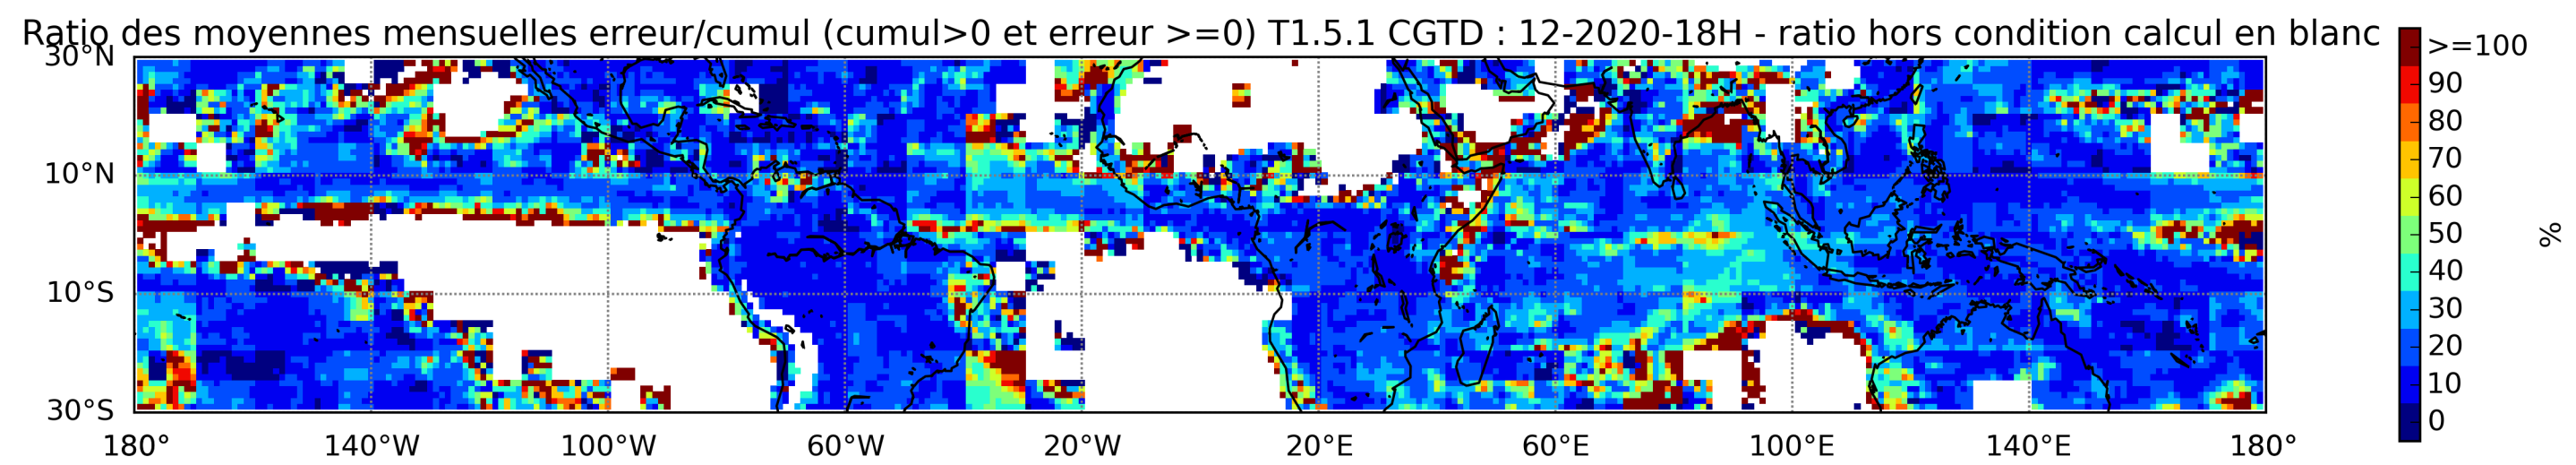 Ratio des moyennes mensuelles erreur/cumul (cumul>0 et erreur >=0) T1.5.1 CGTD : 12-2020-18H - ratio hors condition calcul en blanc
30°N
10°N
10°S
30°S
180°
140°W
100°W
60°W
20°W
20°E
60°E
100°E
140°E
180°
>=100
90
80
70
60
50
40
30
20
10
0
%